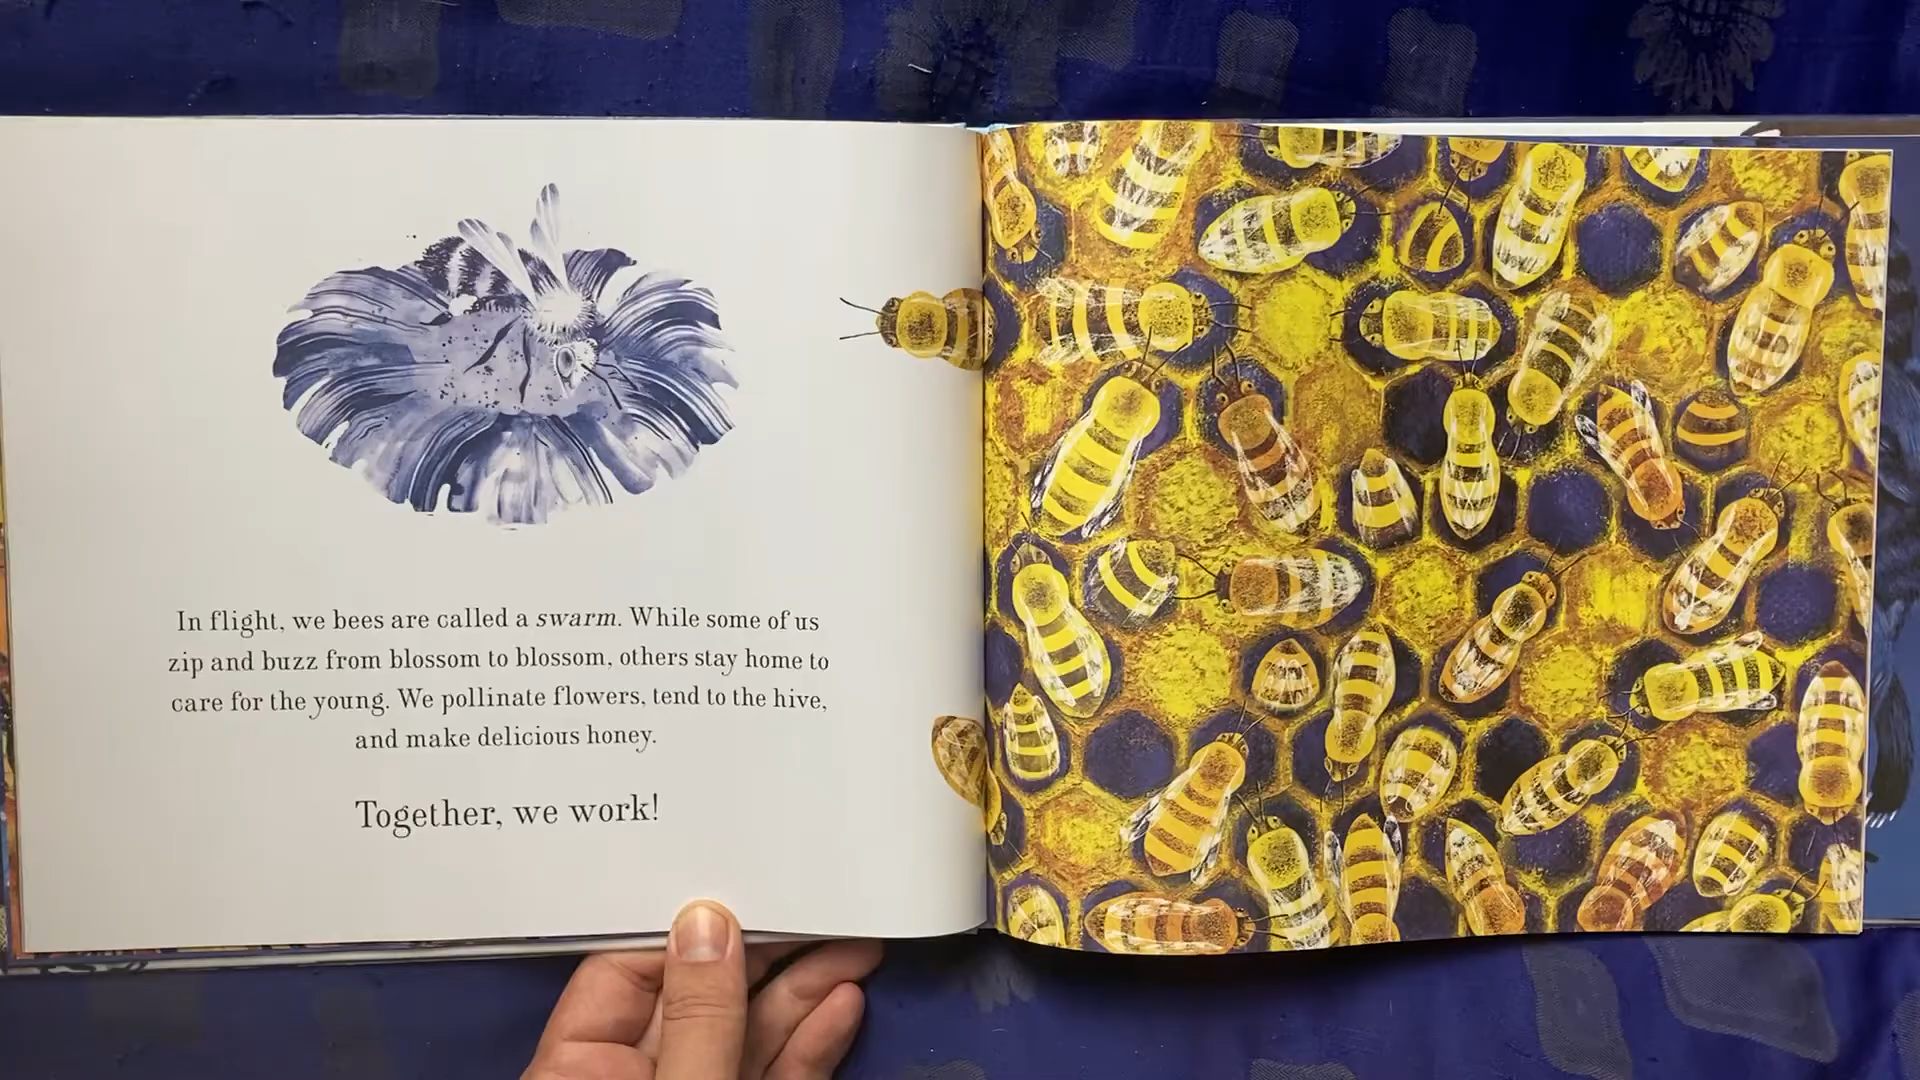 In flight, we bees are called a swarm. While some of us
zip and buzz from blossom to blossom, others stay home to
care for the young. We pollinate flowers, tend to the hive,
and make delicious honey.
Together, we work!